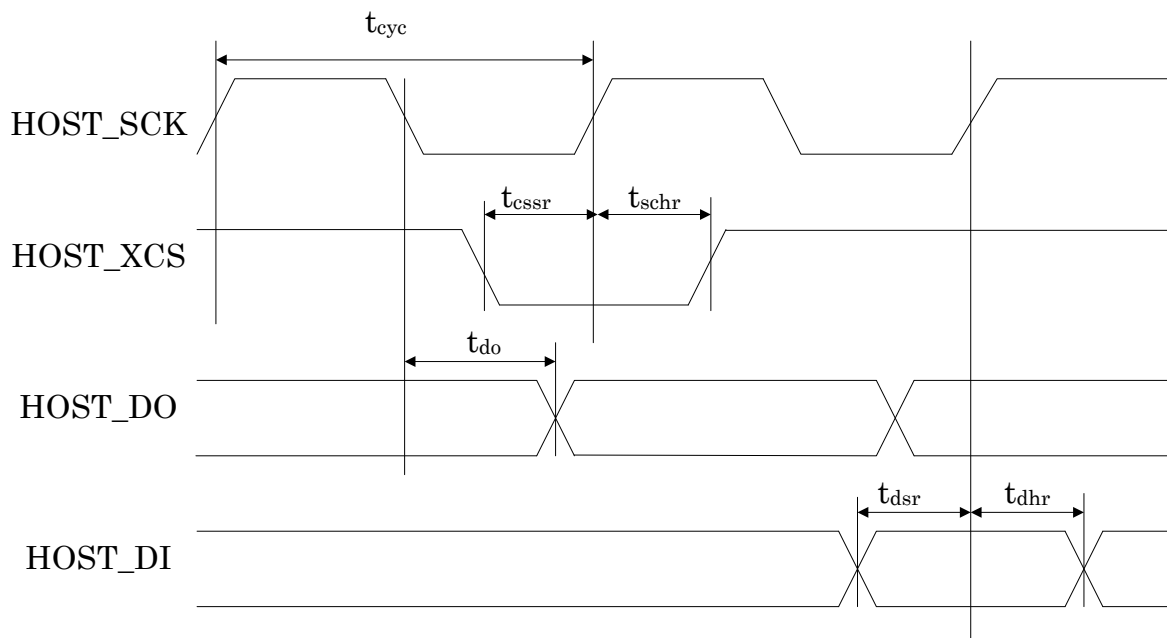 tcyc
HOST_SCK
tcssr tschr
HOST_XCS
tdo
HOST_DO
tdsr tdhr
HOST_DI